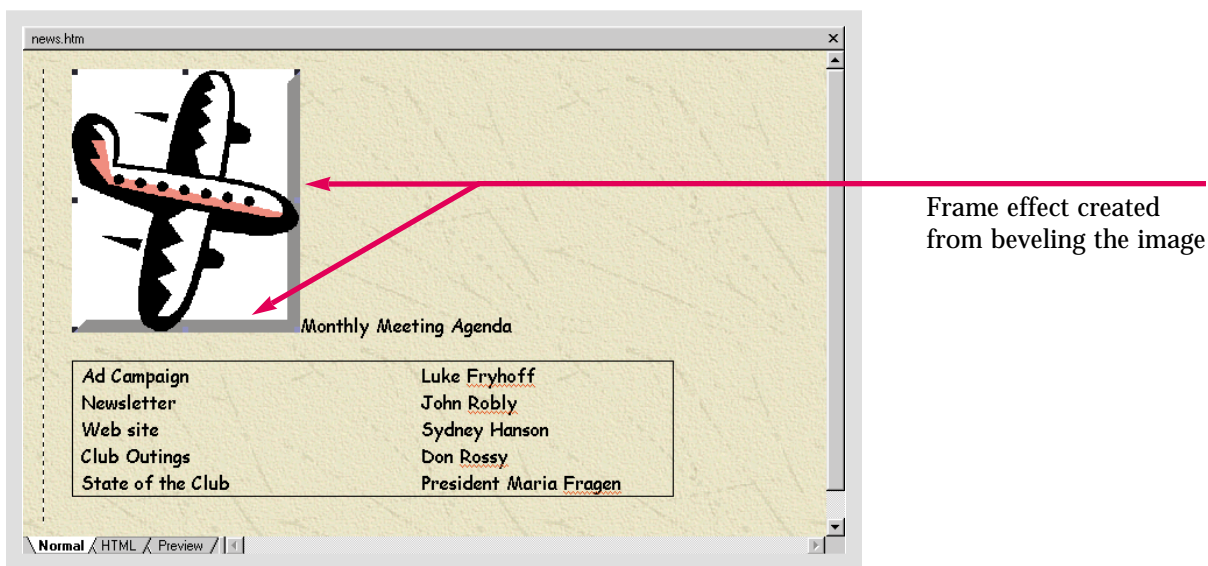 news.htm
Frame effect created
from beveling the image
Monthly Meeting Agenda
Ad Campaign Luke Fryhoff
Newsletter John Robly
Web site Sydney Hanson
Club Outings Don Rossy
State of the Club President Maria Fragen
Normal HTML Preview